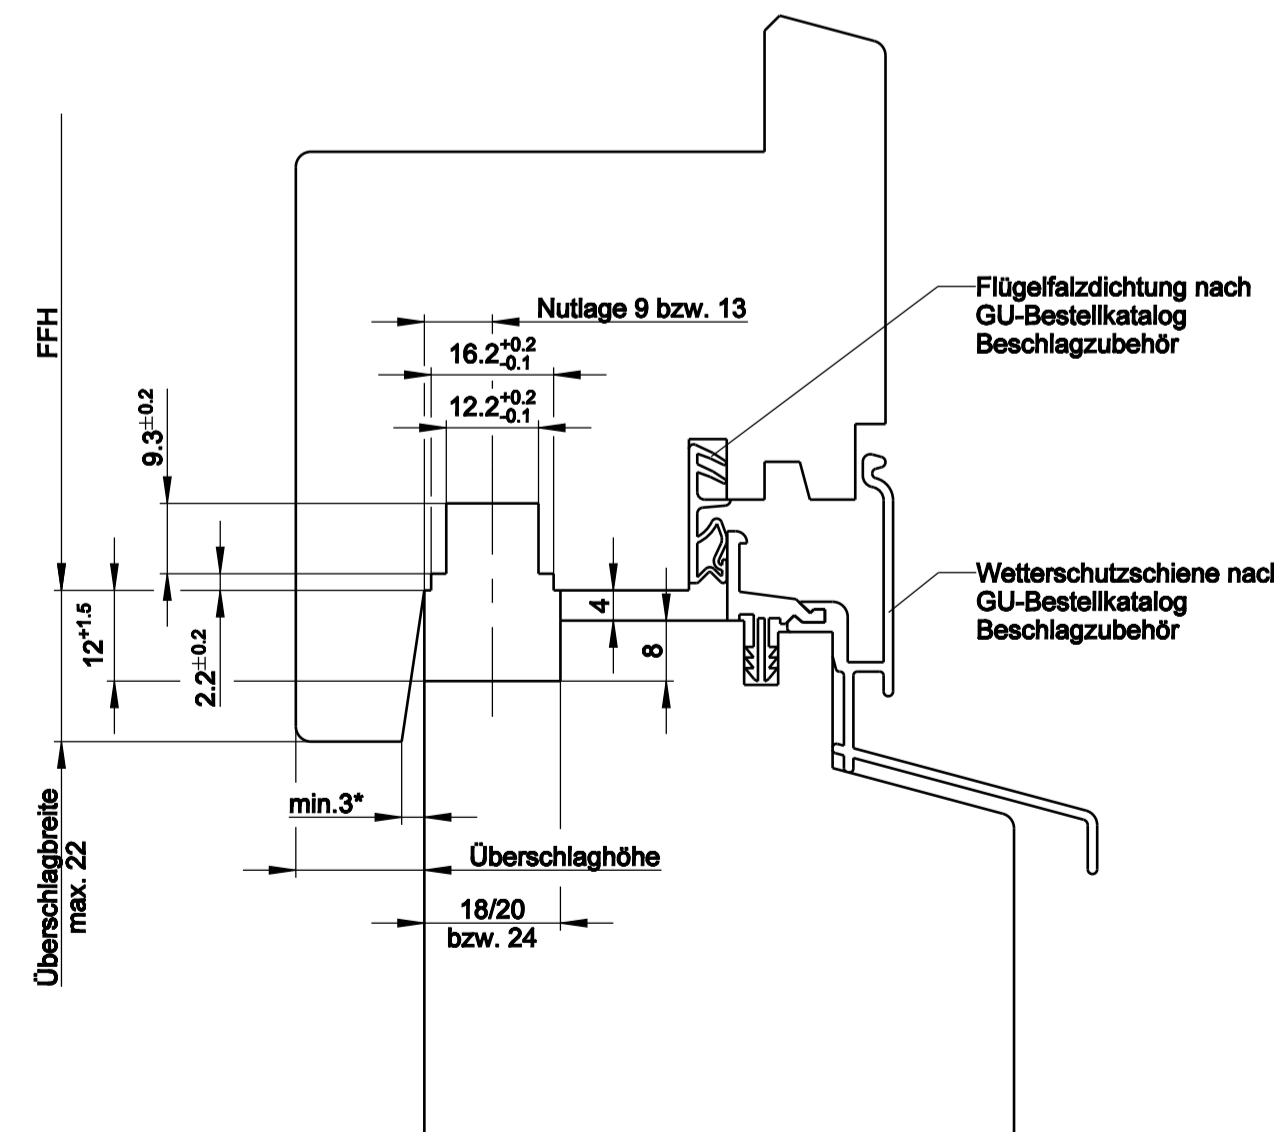 Flügelfalzdichtung nach
GU-Bestellkatalog
Beschlagzubehör
Nutlage 9 bzw. 13
FFH
16.2+0.2
-0.1
12.2+0.2
-0.1
9.3±0.2
Wetterschutzschiene nach
GU-Bestellkatalog
Beschlagzubehör
12+1.5
2.2±0.2
4
8
min.3*
Überschlagbreite
max. 22
Überschlaghöhe
18/20
bzw. 24